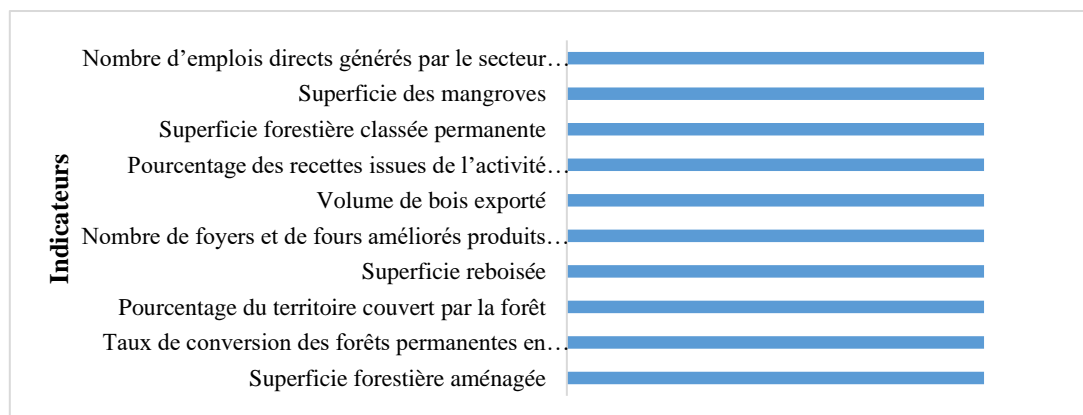 Indicateurs
Nombre d’emplois directs générés par le secteur…
Superficie des mangroves
Superficie forestière classée permanente
Pourcentage des recettes issues de l’activité…
Volume de bois exporté
Nombre de foyers et de fours améliorés produits…
Superficie reboisée
Pourcentage du territoire couvert par la forêt
Taux de conversion des forêts permanentes en…
Superficie forestière aménagée